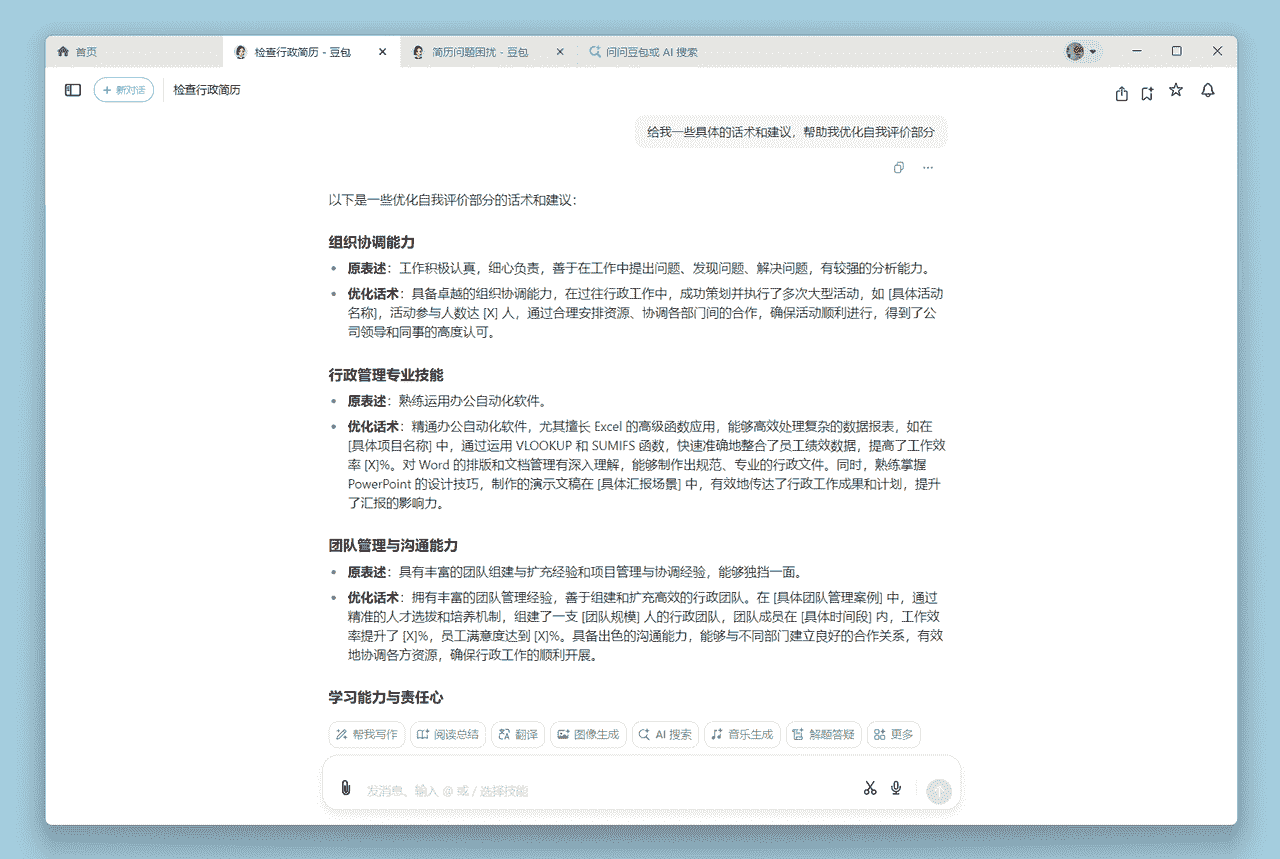 首页
检查行政简历 - 豆包
简历问题困扰 - 豆包
问问豆包或 AI 搜索
+ 新对话
检查行政简历
给我一些具体的话术和建议，帮助我优化自我评价部分
以下是一些优化自我评价部分的话术和建议：
组织协调能力
• 原表述：工作积极认真，细心负责，善于在工作中提出问题、发现问题、解决问题，有较强的分析能力。
• 优化话术：具备卓越的组织协调能力，在过往行政工作中，成功策划并执行了多次大型活动，如 [具体活动
名称]，活动参与人数达 [X] 人，通过合理安排资源、协调各部门间的合作，确保活动顺利进行，得到了公
司领导和同事的高度认可。
行政管理专业技能
• 原表述：熟练运用办公自动化软件。
• 优化话术：精通办公自动化软件，尤其擅长 Excel 的高级函数应用，能够高效处理复杂的数据报表，如在
[具体项目名称] 中，通过运用 VLOOKUP 和 SUMIFS 函数，快速准确地整合了员工绩效数据，提高了工作效
率 [X]%。对 Word 的排版和文档管理有深入理解，能够制作出规范、专业的行政文件。同时，熟练掌握
PowerPoint 的设计技巧，制作的演示文稿在 [具体汇报场景] 中，有效地传达了行政工作成果和计划，提升
了汇报的影响力。
团队管理与沟通能力
• 原表述：具有丰富的团队组建与扩充经验和项目管理与协调经验，能够独挡一面。
• 优化话术：拥有丰富的团队管理经验，善于组建和扩充高效的行政团队。在 [具体团队管理案例] 中，通过
精准的人才选拔和培养机制，组建了一支 [团队规模] 人的行政团队，团队成员在 [具体时间段] 内，工作效
率提升了 [X]%，员工满意度达到 [X]%。具备出色的沟通能力，能够与不同部门建立良好的合作关系，有效
地协调各方资源，确保行政工作的顺利开展。
学习能力与责任心
帮我写作
阅读总结
翻译
图像生成
AI 搜索
音乐生成
解题答疑
更多
发消息、输入 @ 或 / 选择技能